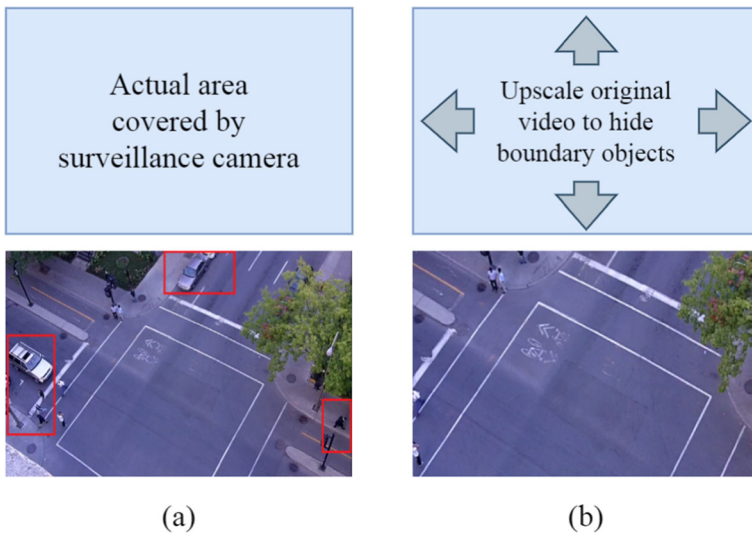 Actual area
covered by
surveillance camera
Upscale original
video to hide
boundary objects
(a)
(b)